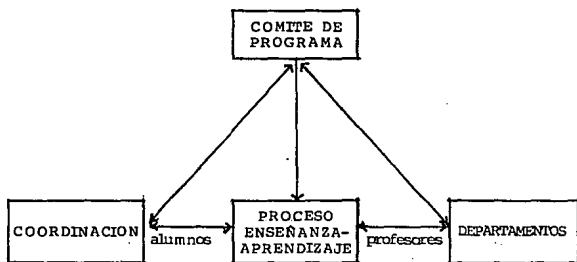 COMITE DE
PROGRAMA
COORDINACION
alumnos
PROCESO
ENSEÑANZA-
APRENDIZAJE
profesores
DEPARTAMENTOS